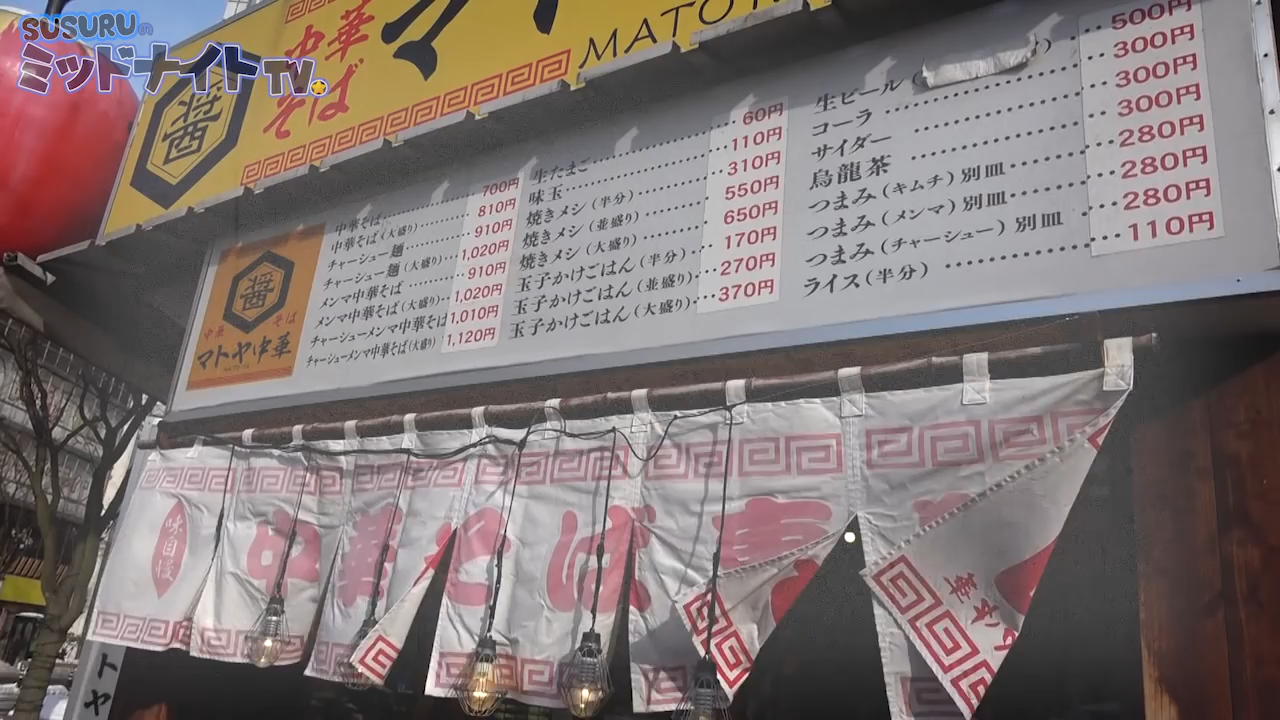 SUSURUの
ミッドナイトTV
醤
中華
そば
マト
MATO
醤
中華 そば
マトヤ中華
中華そば 700円
中華そば(大盛り) 810円
チャーシュー麺 910円
チャーシュー麺(大盛り) 1,020円
メンマ中華そば 910円
メンマ中華そば(大盛り) 1,020円
チャーシューメンマ中華そば 1,010円
チャーシューメンマ中華そば(大盛り) 1,120円
生たまご 60円
味玉 110円
焼きメシ(半分) 310円
焼きメシ(並盛り) 550円
焼きメシ(大盛り) 650円
玉子かけごはん(半分) 170円
玉子かけごはん(並盛り) 270円
玉子かけごはん(大盛り) 370円
生ビール 500円
コーラ 300円
サイダー 300円
烏龍茶 300円
つまみ(キムチ)別皿 280円
つまみ(メンマ)別皿 280円
つまみ(チャーシュー)別皿 280円
ライス(半分) 110円
味自慢
中華そば
トヤ